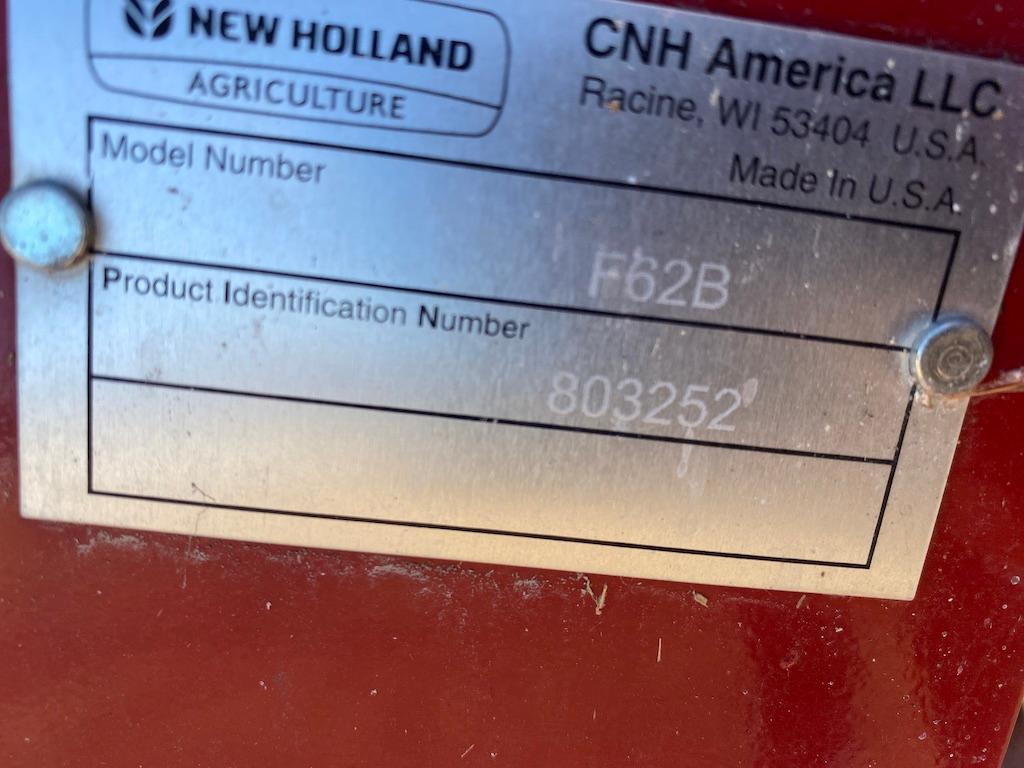 NEW HOLLAND
AGRICULTURE
CNH America LLC
Racine, WI 53404 U.S.A.
Made In U.S.A.
Model Number
F62B
Product Identification Number
803252